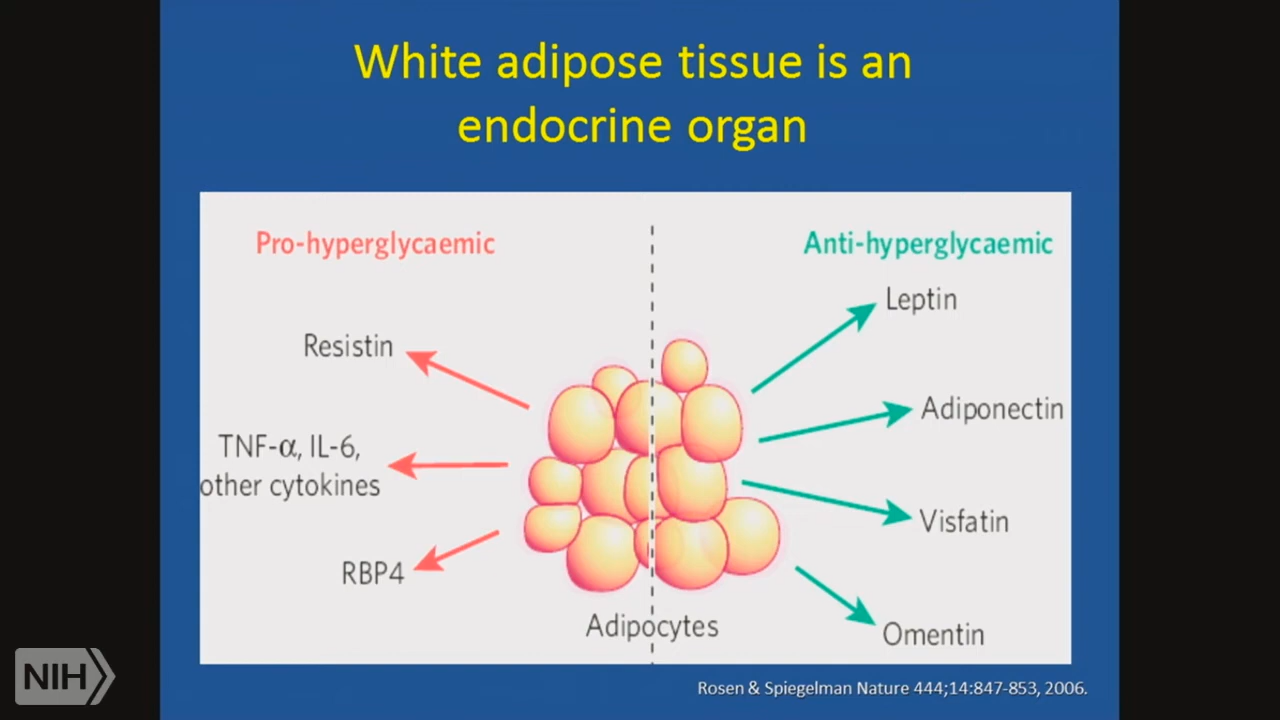 White adipose tissue is an
endocrine organ
Pro-hyperglycaemic
Anti-hyperglycaemic
Resistin
TNF-α, IL-6,
other cytokines
RBP4
Leptin
Adiponectin
Visfatin
Omentin
Adipocytes
NIH
Rosen & Spiegelman Nature 444;14:847-853, 2006.